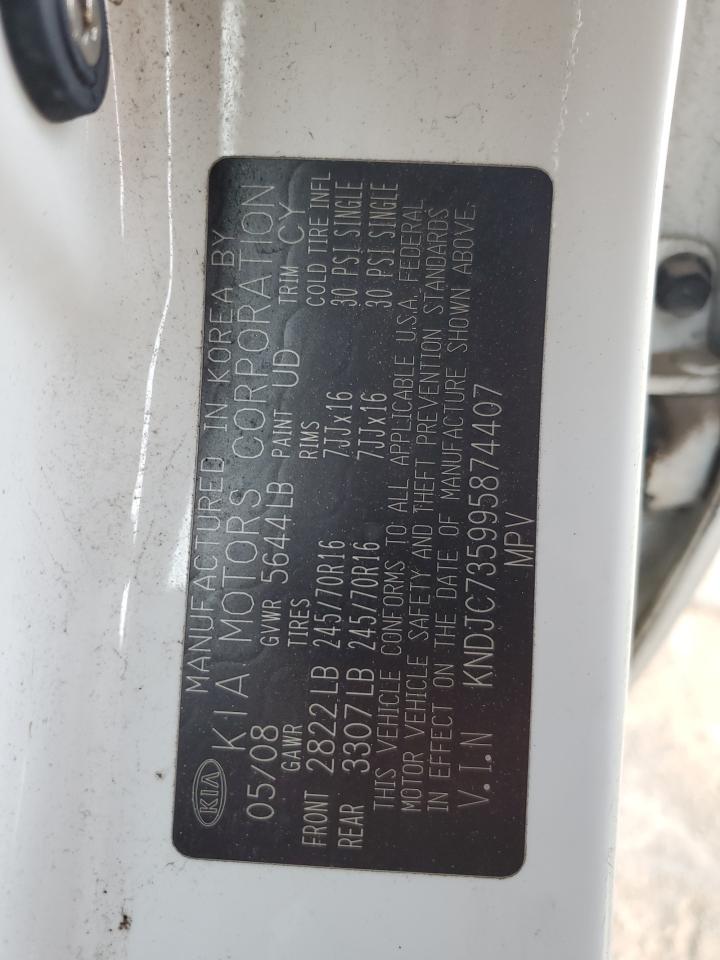 KIA
MANUFACTURED IN KOREA BY
KIA MOTORS CORPORATION
05/08 GVWR 5644LB PAINT UD TRIM CY
GAWR TIRES RIMS COLD TIRE INFL
FRONT 2822LB 245/70R16 7JJx16 30 PSI SINGLE
REAR 3307LB 245/70R16 7JJx16 30 PSI SINGLE
THIS VEHICLE CONFORMS TO ALL APPLICABLE U.S.A. FEDERAL
MOTOR VEHICLE SAFETY AND THEFT PREVENTION STANDARDS
IN EFFECT ON THE DATE OF MANUFACTURE SHOWN ABOVE.
V.I.N KNDJC735995874407
MPV